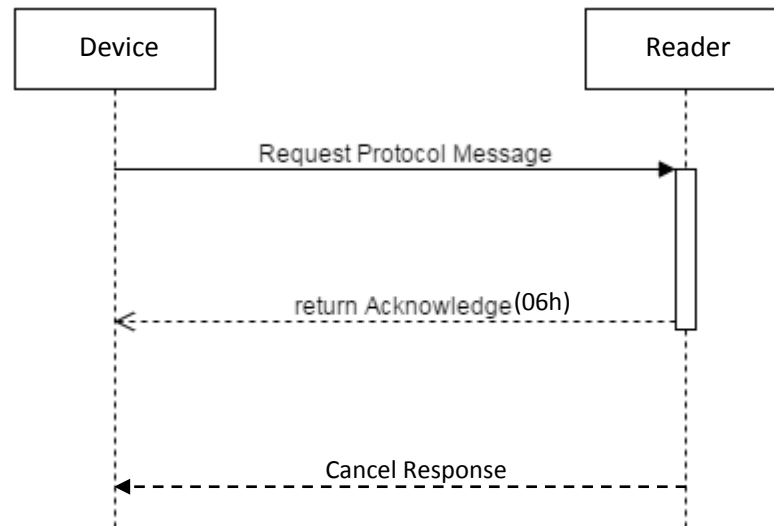 Device
Reader
Request Protocol Message
return Acknowledge(06h)
Cancel Response